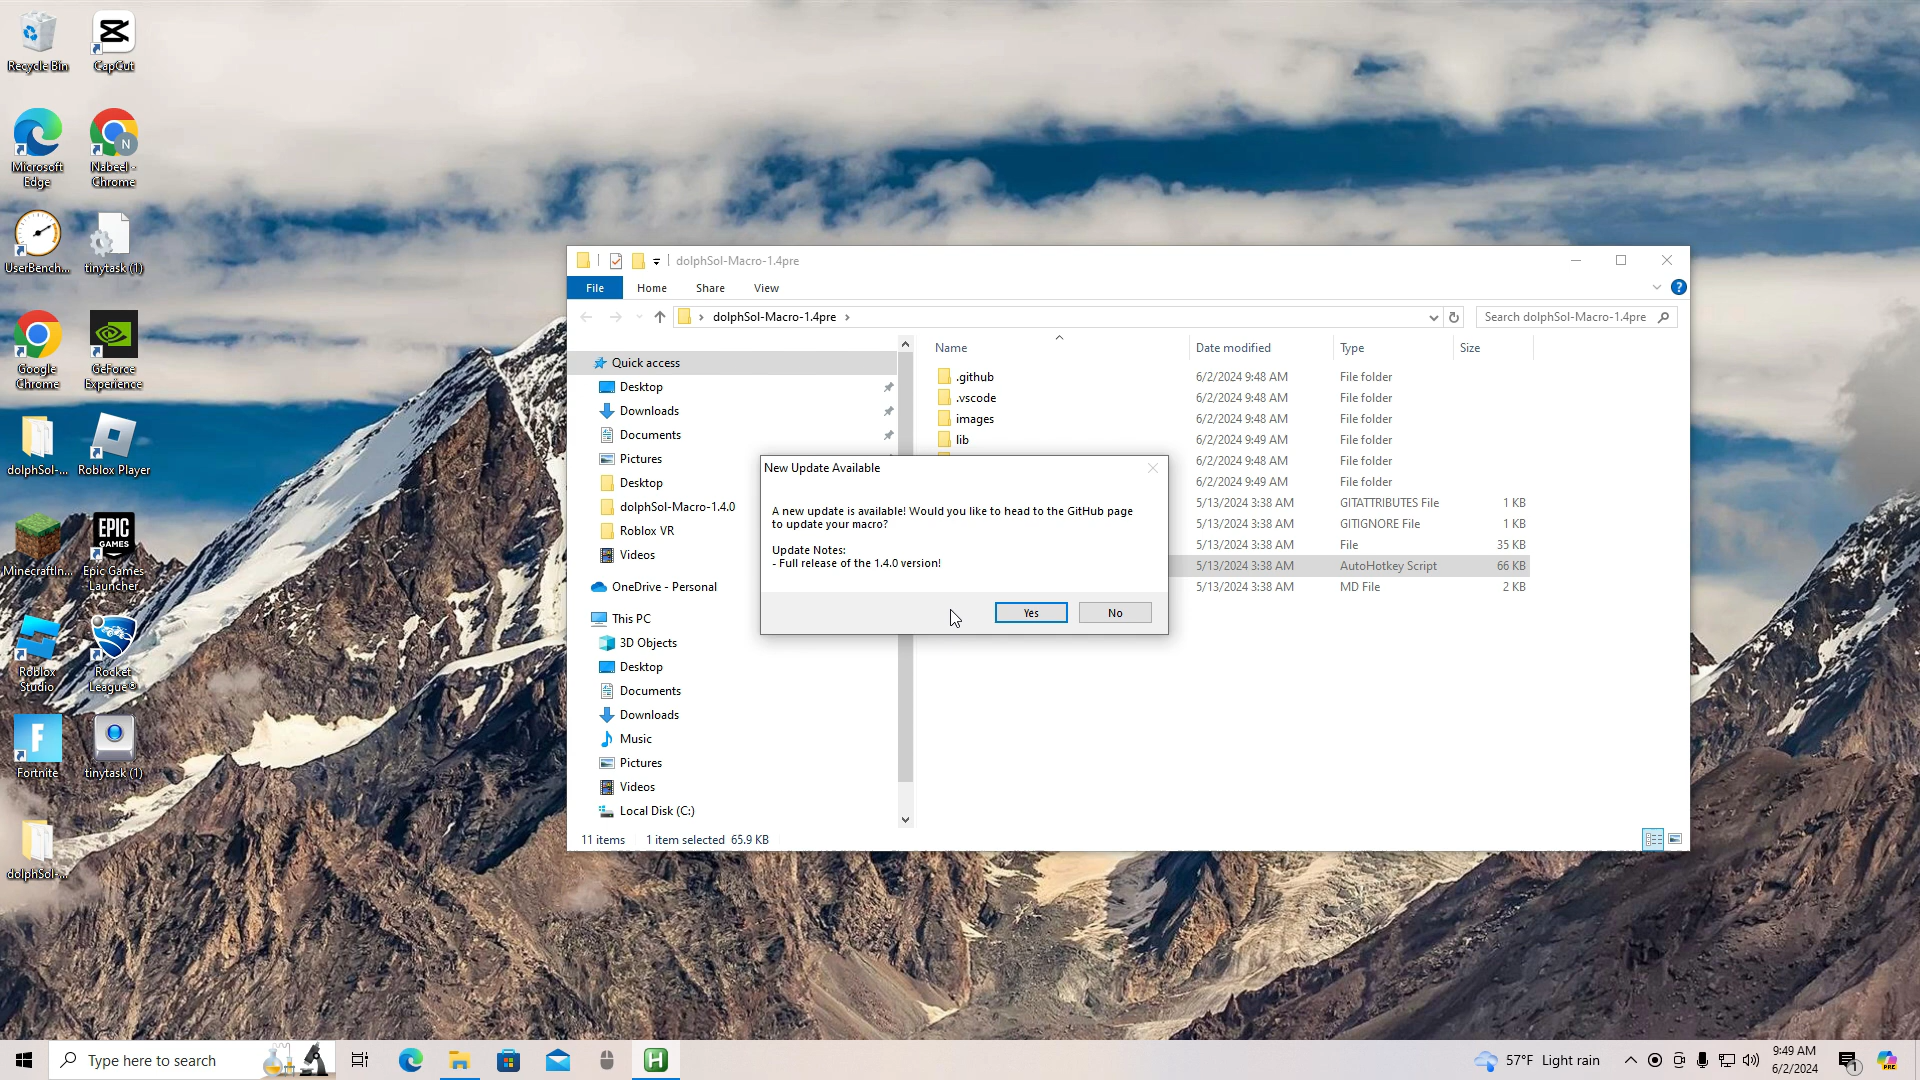 Recycle Bin
CapCut
Microsoft
Edge
Nabeel -
Chrome
UserBench...
tinytask (1)
Google
Chrome
GeForce
Experience
dolphSol-...
Roblox Player
MinecraftIn...
Epic Games
Launcher
Roblox
Studio
Rocket
League®
Fortnite
tinytask (1)
dolphSol-...
dolphSol-Macro-1.4pre
File
Home
Share
View
dolphSol-Macro-1.4pre
Search dolphSol-Macro-1.4pre
Name
Date modified
Type
Size
Quick access
Desktop
Downloads
Documents
Pictures
Desktop
dolphSol-Macro-1.4.0
Roblox VR
Videos
OneDrive - Personal
This PC
3D Objects
Desktop
Documents
Downloads
Music
Pictures
Videos
Local Disk (C:)
.github 6/2/2024 9:48 AM File folder
.vscode 6/2/2024 9:48 AM File folder
images 6/2/2024 9:48 AM File folder
lib 6/2/2024 9:49 AM File folder
6/2/2024 9:48 AM File folder
6/2/2024 9:49 AM File folder
5/13/2024 3:38 AM GITATTRIBUTES File 1 KB
5/13/2024 3:38 AM GITIGNORE File 1 KB
5/13/2024 3:38 AM File 35 KB
5/13/2024 3:38 AM AutoHotkey Script 66 KB
5/13/2024 3:38 AM MD File 2 KB
New Update Available
A new update is available! Would you like to head to the GitHub page
to update your macro?
Update Notes:
- Full release of the 1.4.0 version!
Yes
No
11 items
1 item selected 65.9 KB
Type here to search
57°F Light rain
9:49 AM
6/2/2024